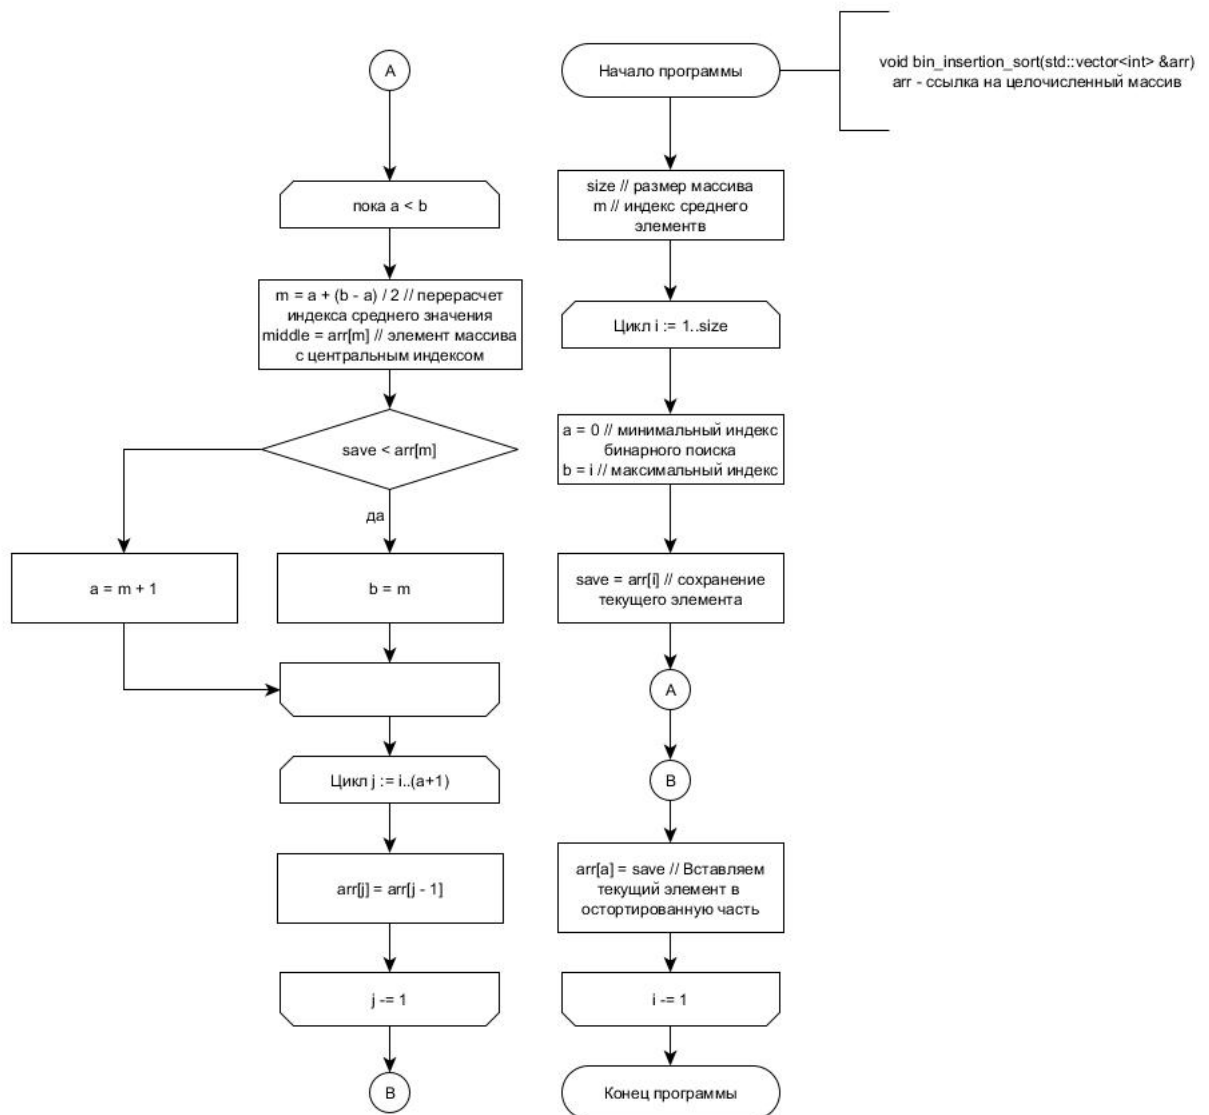 A
пока a < b
m = a + (b - a) / 2 // перерасчет
индекса среднего значения
middle = arr[m] // элемент массива
с центральным индексом
save < arr[m]
да
a = m + 1
b = m
Цикл j := i..(a+1)
arr[j] = arr[j - 1]
j -= 1
B
Начало программы
void bin_insertion_sort(std::vector<int> &arr)
arr - ссылка на целочисленный массив
size // размер массива
m // индекс среднего
элементв
Цикл i := 1..size
a = 0 // минимальный индекс
бинарного поиска
b = i // максимальный индекс
save = arr[i] // сохранение
текущего элемента
A
B
arr[a] = save // Вставляем
текущий элемент в
остортированную часть
i -= 1
Конец программы